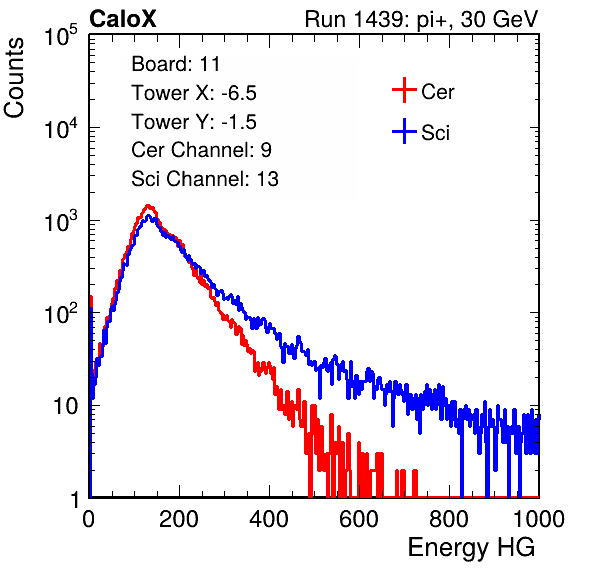 CaloX Run 1439: pi+, 30 GeV
Counts
Board: 11
Tower X: -6.5
Tower Y: -1.5
Cer Channel: 9
Sci Channel: 13
Cer
Sci
10^5
10^4
10^3
10^2
10
1
0 200 400 600 800 1000
Energy HG